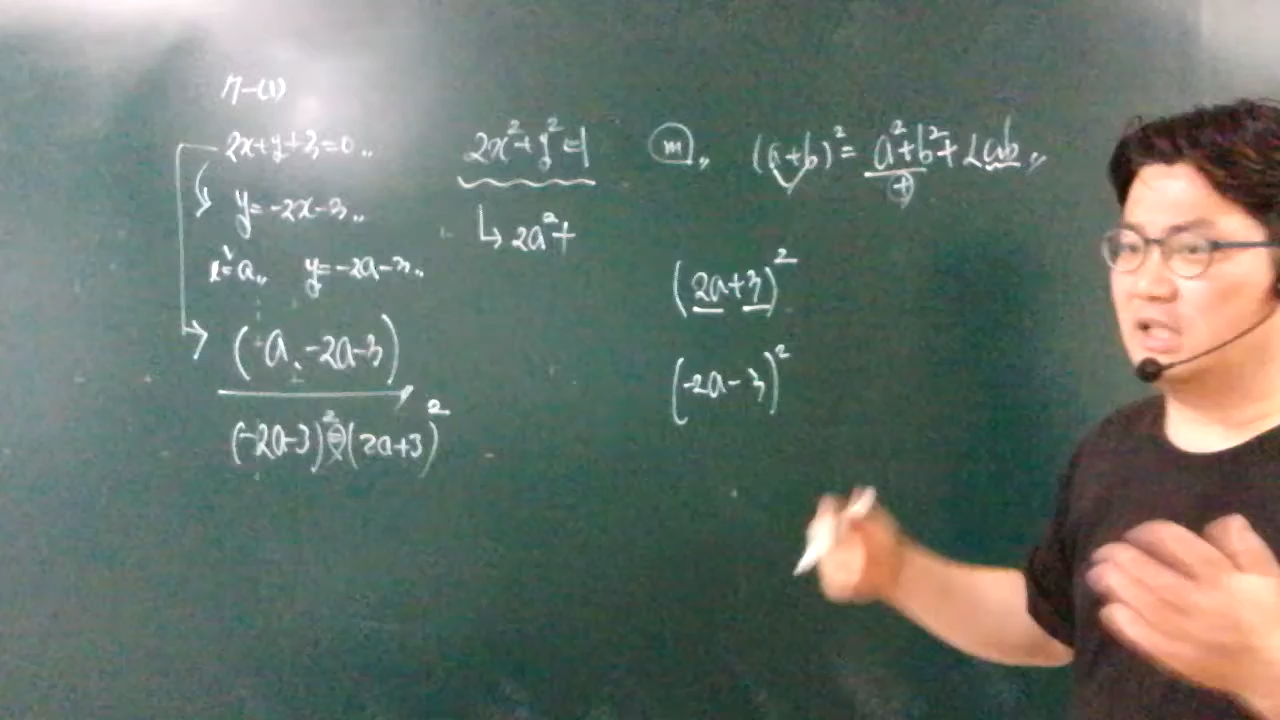 7-(1)
2x+y+3=0
y=-2x-3
x=a, y=-2a-3
(a, -2a-3)
(-2a-3)²=(2a+3)²
2x²+y²=1
↳ 2a²+
m (a+b)²=a²+b²+2ab
+
(2a+3)²
(-2a-3)²